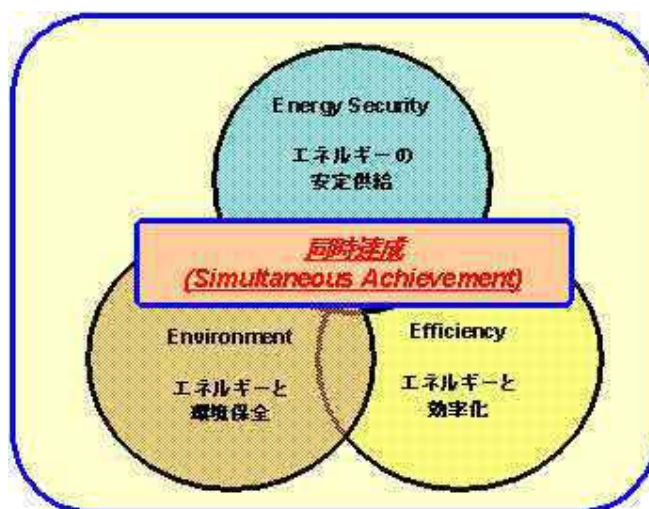 Energy Security
エネルギーの
安定供給
同時達成
(Simultaneous Achievement)
Environment
エネルギーと
環境保全
Efficiency
エネルギーと
効率化